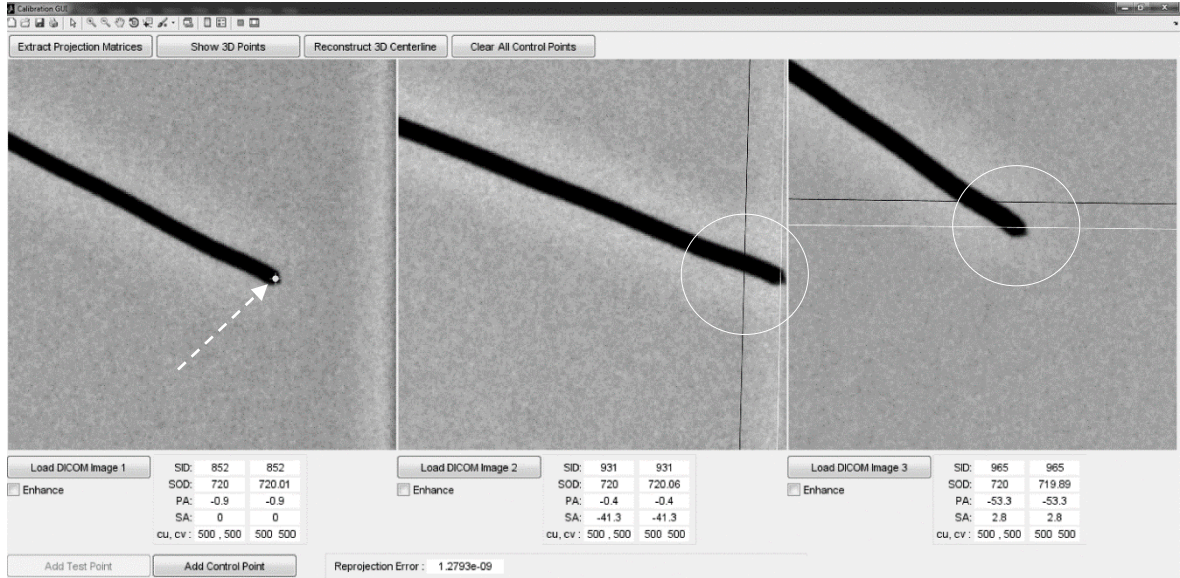 Calibration GUI
Extract Projection Matrices Show 3D Points Reconstruct 3D Centerline Clear All Control Points
Load DICOM Image 1 SID: 852 852
Enhance SOD: 720 720.01
PA: -0.9 -0.9
SA: 0 0
cu, cv : 500 , 500 500 500
Load DICOM Image 2 SID: 931 931
Enhance SOD: 720 720.06
PA: -0.4 -0.4
SA: -41.3 -41.3
cu, cv : 500 , 500 500 500
Load DICOM Image 3 SID: 965 965
Enhance SOD: 720 719.89
PA: -53.3 -53.3
SA: 2.8 2.8
cu, cv : 500 , 500 500 500
Add Test Point Add Control Point Reprojection Error : 1.2793e-09